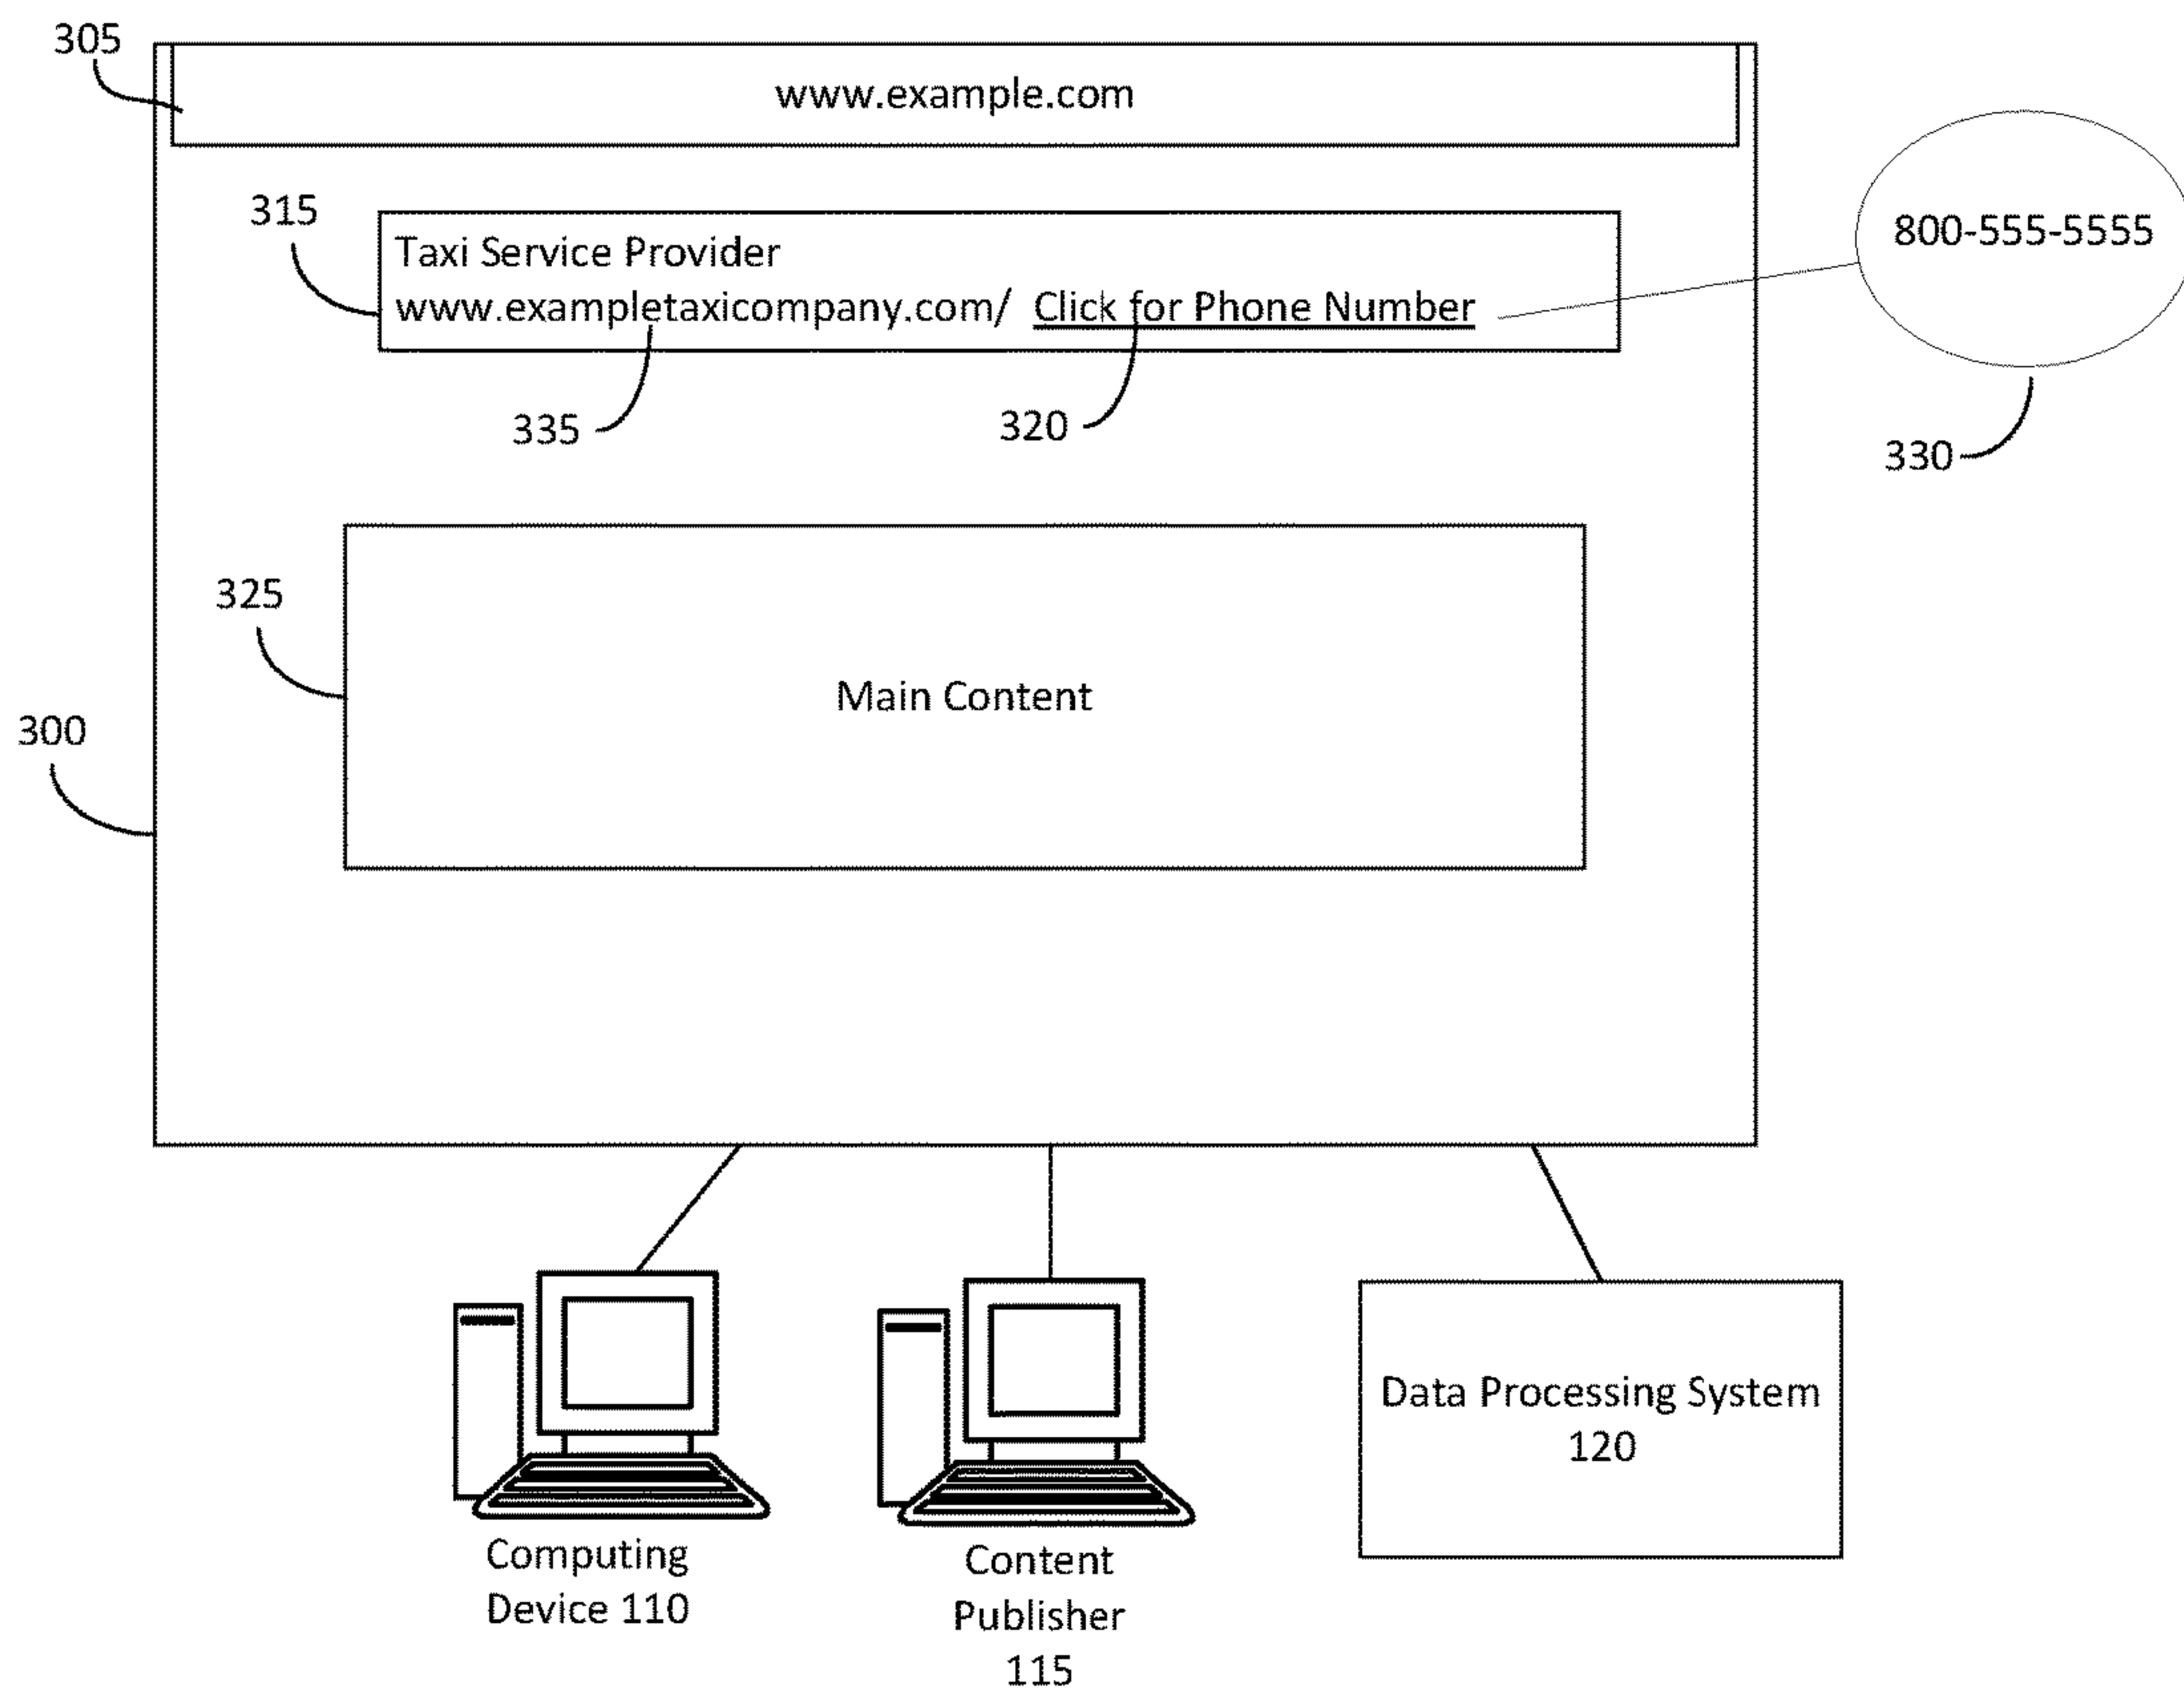 305
www.example.com
315
Taxi Service Provider
www.exampletaxicompany.com/ Click for Phone Number
800-555-5555
335
320
330
325
Main Content
300
Computing
Device 110
Content
Publisher
115
Data Processing System
120